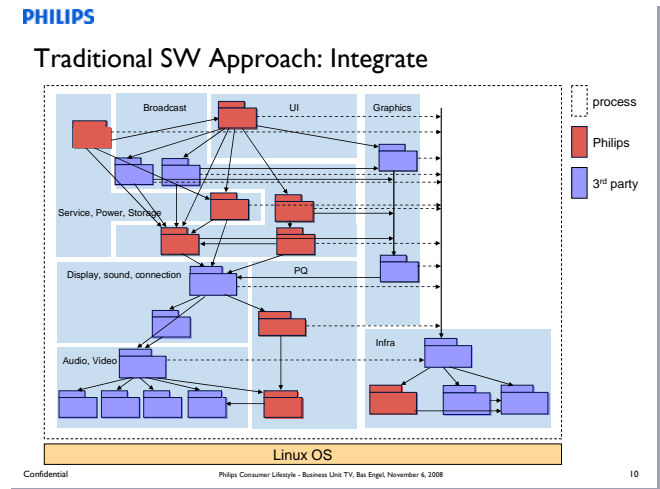 PHILIPS
Traditional SW Approach: Integrate
Broadcast
UI
Graphics
process
Philips
3rd party
Service, Power, Storage
Display, sound, connection
PQ
Infra
Audio, Video
Linux OS
Confidential
Philips Consumer Lifestyle - Business Unit TV, Bas Engel, November 6, 2008
10